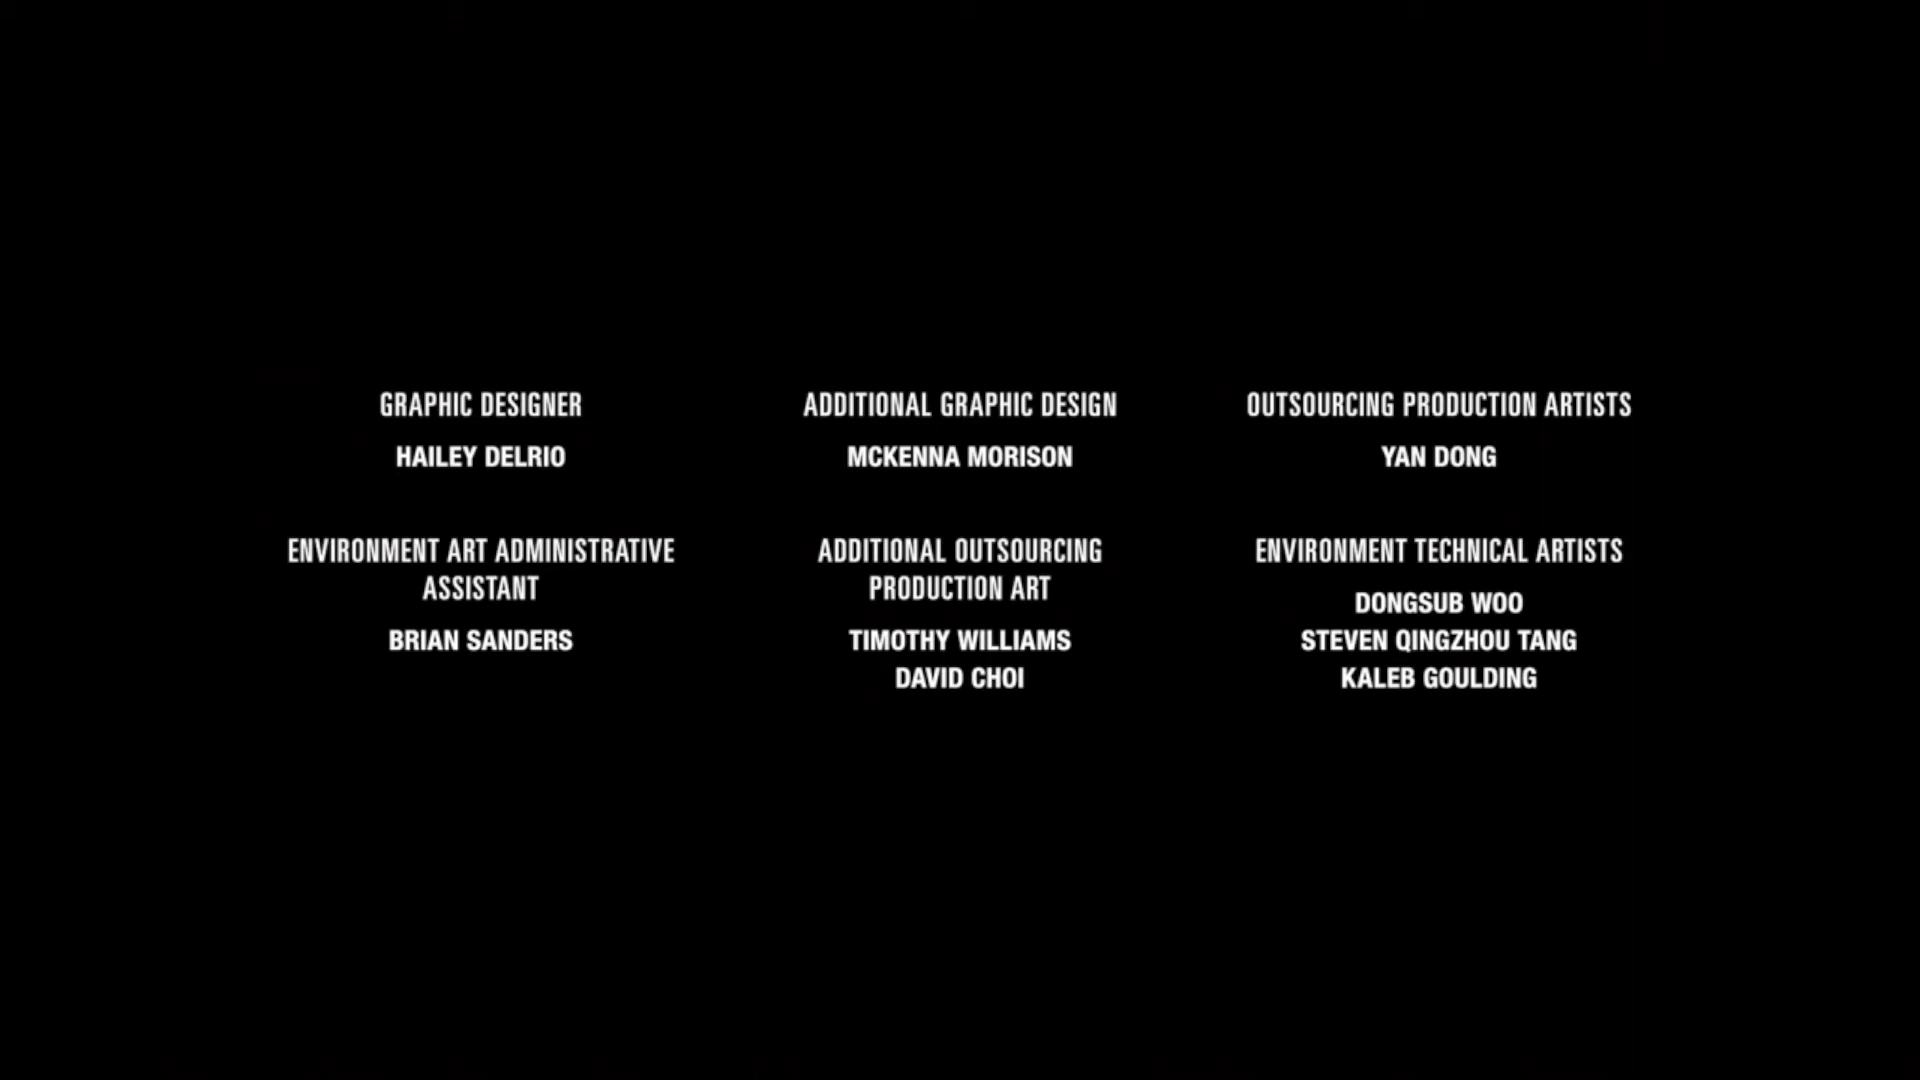 GRAPHIC DESIGNER
HAILEY DELRIO
ADDITIONAL GRAPHIC DESIGN
MCKENNA MORISON
OUTSOURCING PRODUCTION ARTISTS
YAN DONG
ENVIRONMENT ART ADMINISTRATIVE
ASSISTANT
BRIAN SANDERS
ADDITIONAL OUTSOURCING
PRODUCTION ART
TIMOTHY WILLIAMS
DAVID CHOI
ENVIRONMENT TECHNICAL ARTISTS
DONGSUB WOO
STEVEN QINGZHOU TANG
KALEB GOULDING